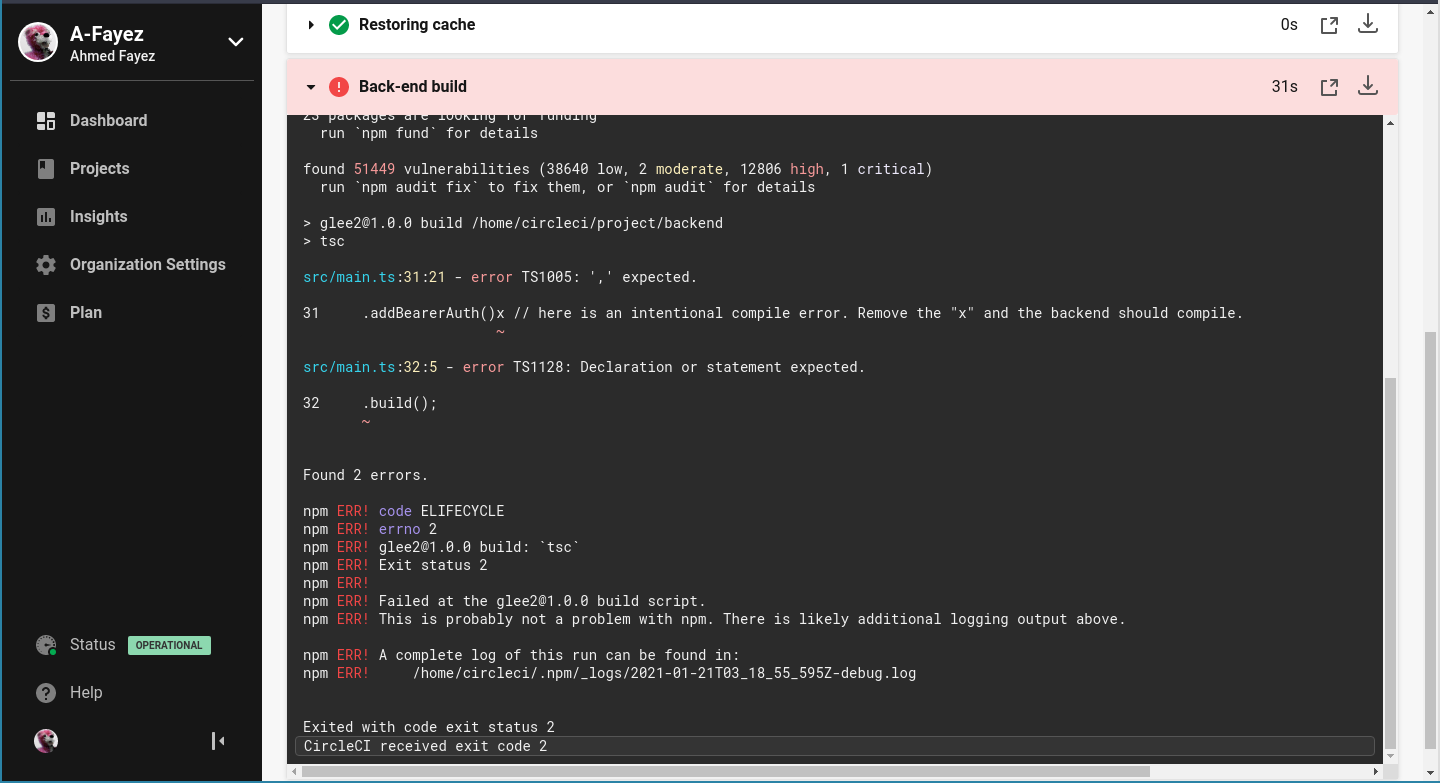 A-Fayez
Ahmed Fayez
Dashboard
Projects
Insights
Organization Settings
Plan
Status OPERATIONAL
Help
Restoring cache 0s
Back-end build 31s
23 packages are looking for funding
run `npm fund` for details
found 51449 vulnerabilities (38640 low, 2 moderate, 12806 high, 1 critical)
run `npm audit fix` to fix them, or `npm audit` for details
> glee2@1.0.0 build /home/circleci/project/backend
> tsc
src/main.ts:31:21 - error TS1005: ',' expected.
31     .addBearerAuth()x // here is an intentional compile error. Remove the "x" and the backend should compile.
~
src/main.ts:32:5 - error TS1128: Declaration or statement expected.
32     .build();
~
Found 2 errors.
npm ERR! code ELIFECYCLE
npm ERR! errno 2
npm ERR! glee2@1.0.0 build: `tsc`
npm ERR! Exit status 2
npm ERR!
npm ERR! Failed at the glee2@1.0.0 build script.
npm ERR! This is probably not a problem with npm. There is likely additional logging output above.
npm ERR! A complete log of this run can be found in:
npm ERR!     /home/circleci/.npm/_logs/2021-01-21T03_18_55_595Z-debug.log
Exited with code exit status 2
CircleCI received exit code 2